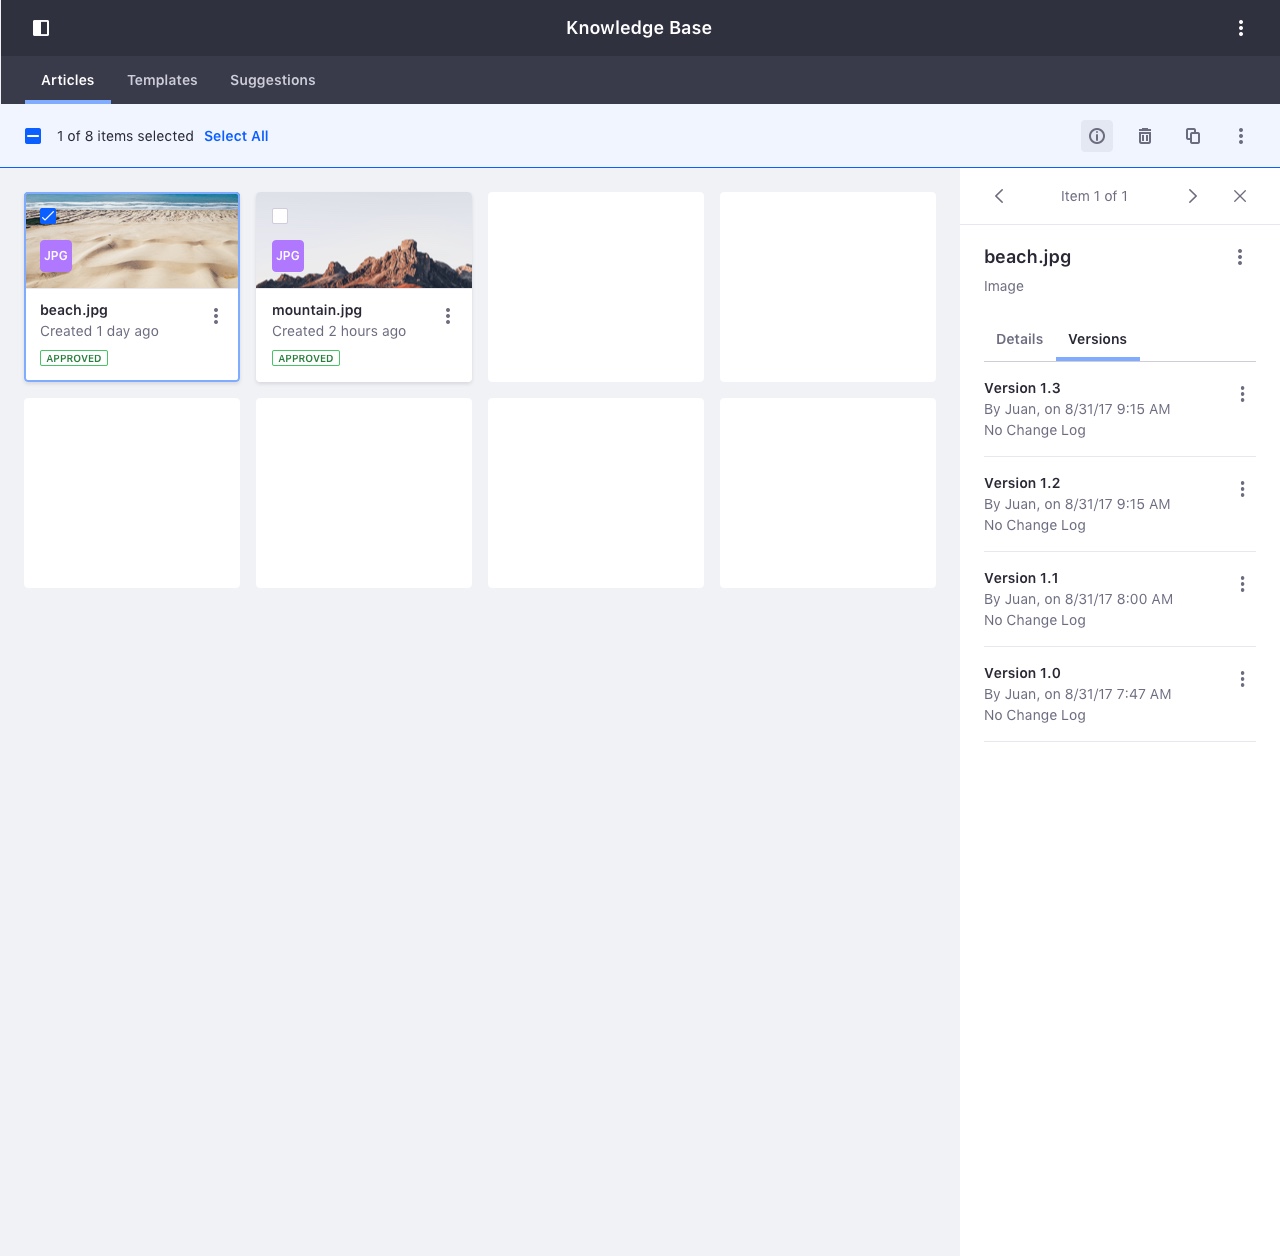 Knowledge Base
Articles Templates Suggestions
1 of 8 items selected Select All
JPG
beach.jpg
Created 1 day ago
APPROVED
JPG
mountain.jpg
Created 2 hours ago
APPROVED
Item 1 of 1
beach.jpg
Image
Details Versions
Version 1.3
By Juan, on 8/31/17 9:15 AM
No Change Log
Version 1.2
By Juan, on 8/31/17 9:15 AM
No Change Log
Version 1.1
By Juan, on 8/31/17 8:00 AM
No Change Log
Version 1.0
By Juan, on 8/31/17 7:47 AM
No Change Log